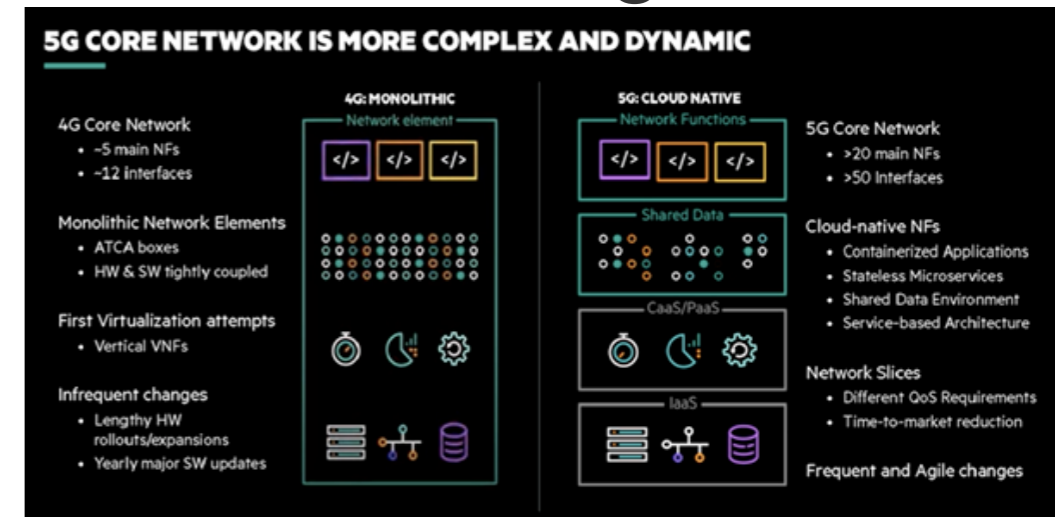 5G CORE NETWORK IS MORE COMPLEX AND DYNAMIC
4G: MONOLITHIC
Network element
</>
</>
</>
4G Core Network
• ~5 main NFs
• ~12 interfaces
Monolithic Network Elements
• ATCA boxes
• HW & SW tightly coupled
First Virtualization attempts
• Vertical VNFs
Infrequent changes
• Lengthy HW
rollouts/expansions
• Yearly major SW updates
5G: CLOUD NATIVE
Network Functions
</>
</>
</>
Shared Data
CaaS/PaaS
IaaS
5G Core Network
• >20 main NFs
• >50 Interfaces
Cloud-native NFs
• Containerized Applications
• Stateless Microservices
• Shared Data Environment
• Service-based Architecture
Network Slices
• Different QoS Requirements
• Time-to-market reduction
Frequent and Agile changes